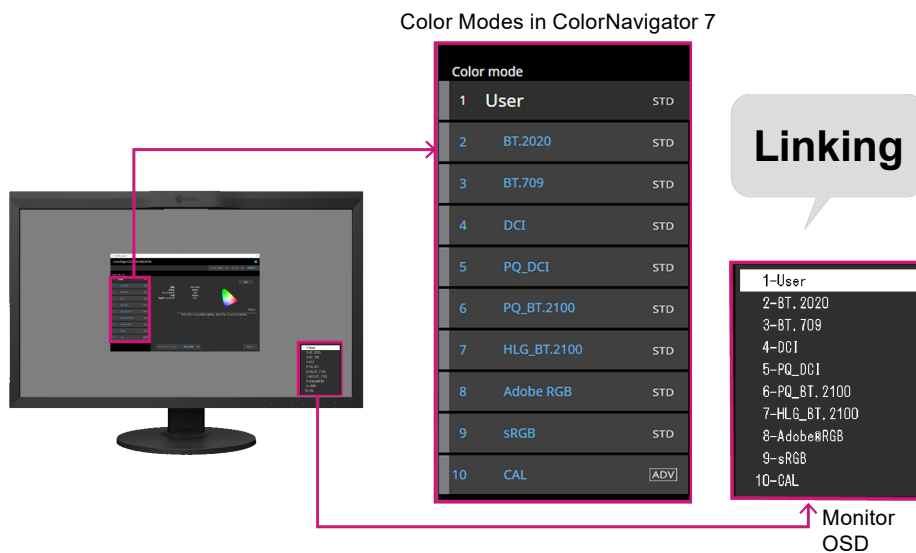 Color Modes in ColorNavigator 7
Color mode
1 User STD
2 BT.2020 STD
3 BT.709 STD
4 DCI STD
5 PQ_DCI STD
6 PQ_BT.2100 STD
7 HLG_BT.2100 STD
8 Adobe RGB STD
9 sRGB STD
10 CAL ADV
Linking
1-User
2-BT.2020
3-BT.709
4-DCI
5-PQ_DCI
6-PQ_BT.2100
7-HLG_BT.2100
8-Adobe®RGB
9-sRGB
10-CAL
Monitor
OSD